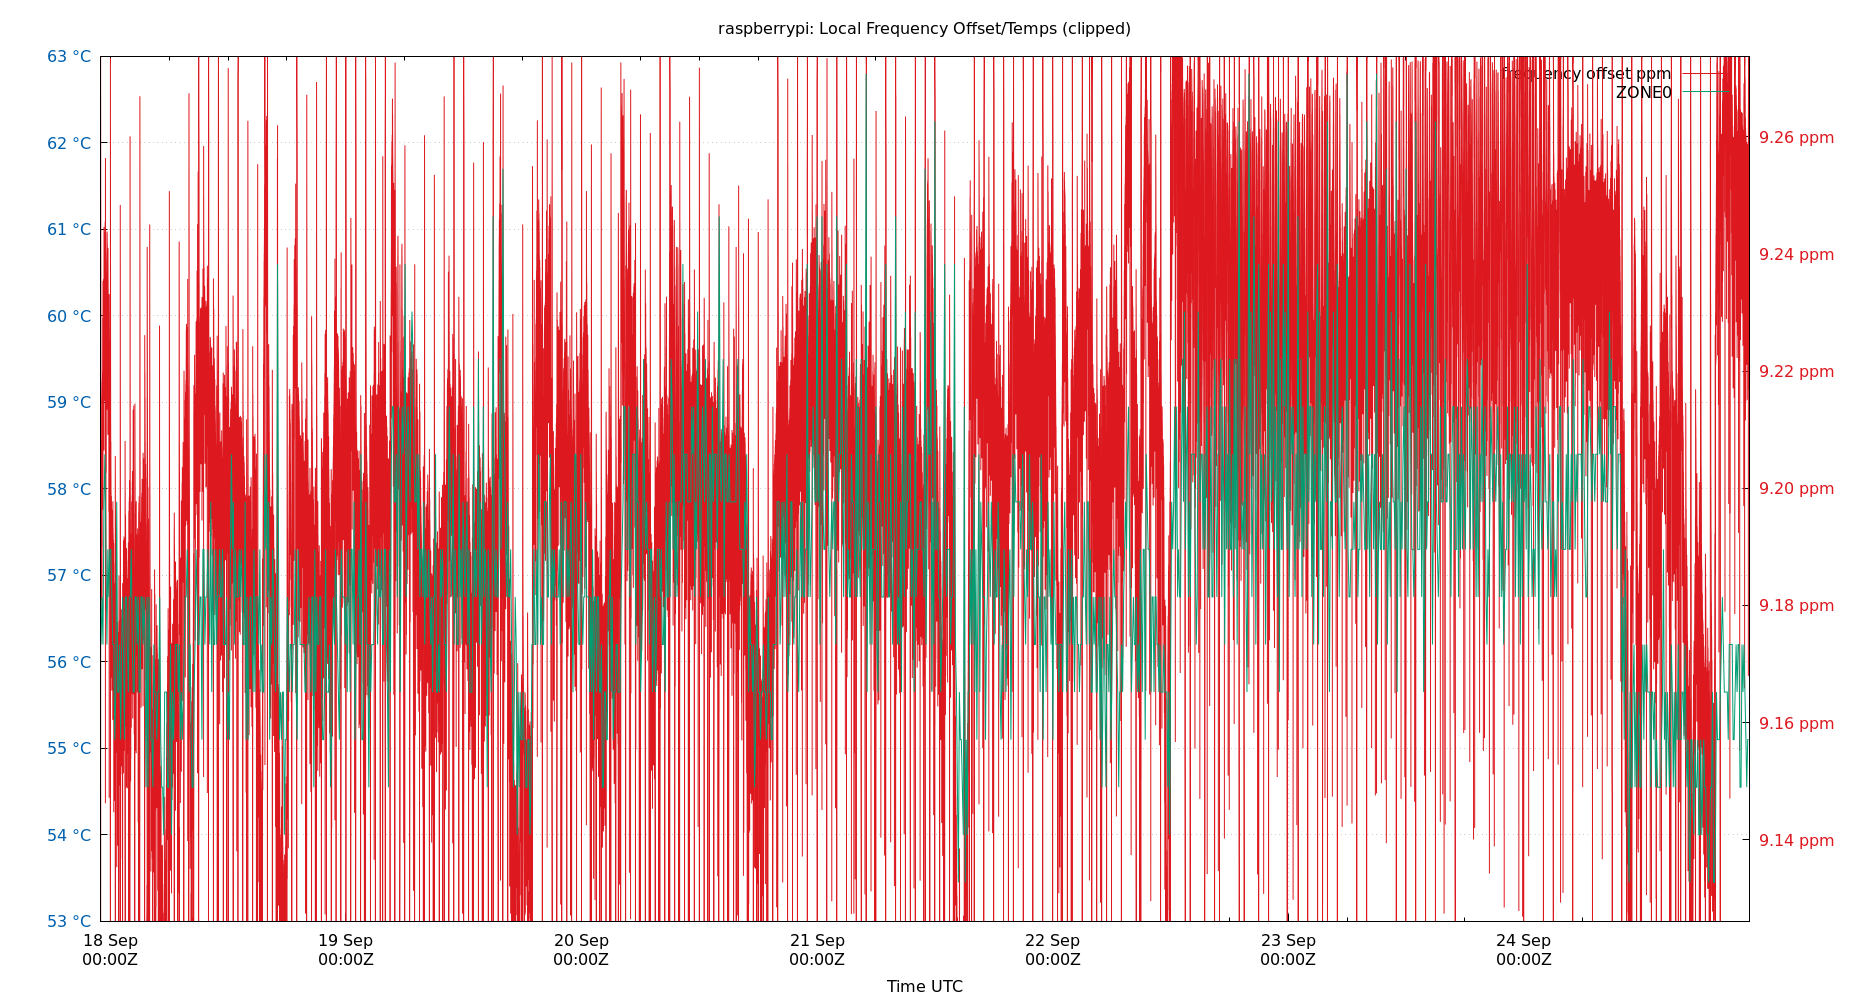 raspberrypi: Local Frequency Offset/Temps (clipped)
63 °C
62 °C
61 °C
60 °C
59 °C
58 °C
57 °C
56 °C
55 °C
54 °C
53 °C
frequency offset ppm
ZONE0
9.26 ppm
9.24 ppm
9.22 ppm
9.20 ppm
9.18 ppm
9.16 ppm
9.14 ppm
18 Sep
00:00Z
19 Sep
00:00Z
20 Sep
00:00Z
21 Sep
00:00Z
22 Sep
00:00Z
23 Sep
00:00Z
24 Sep
00:00Z
Time UTC